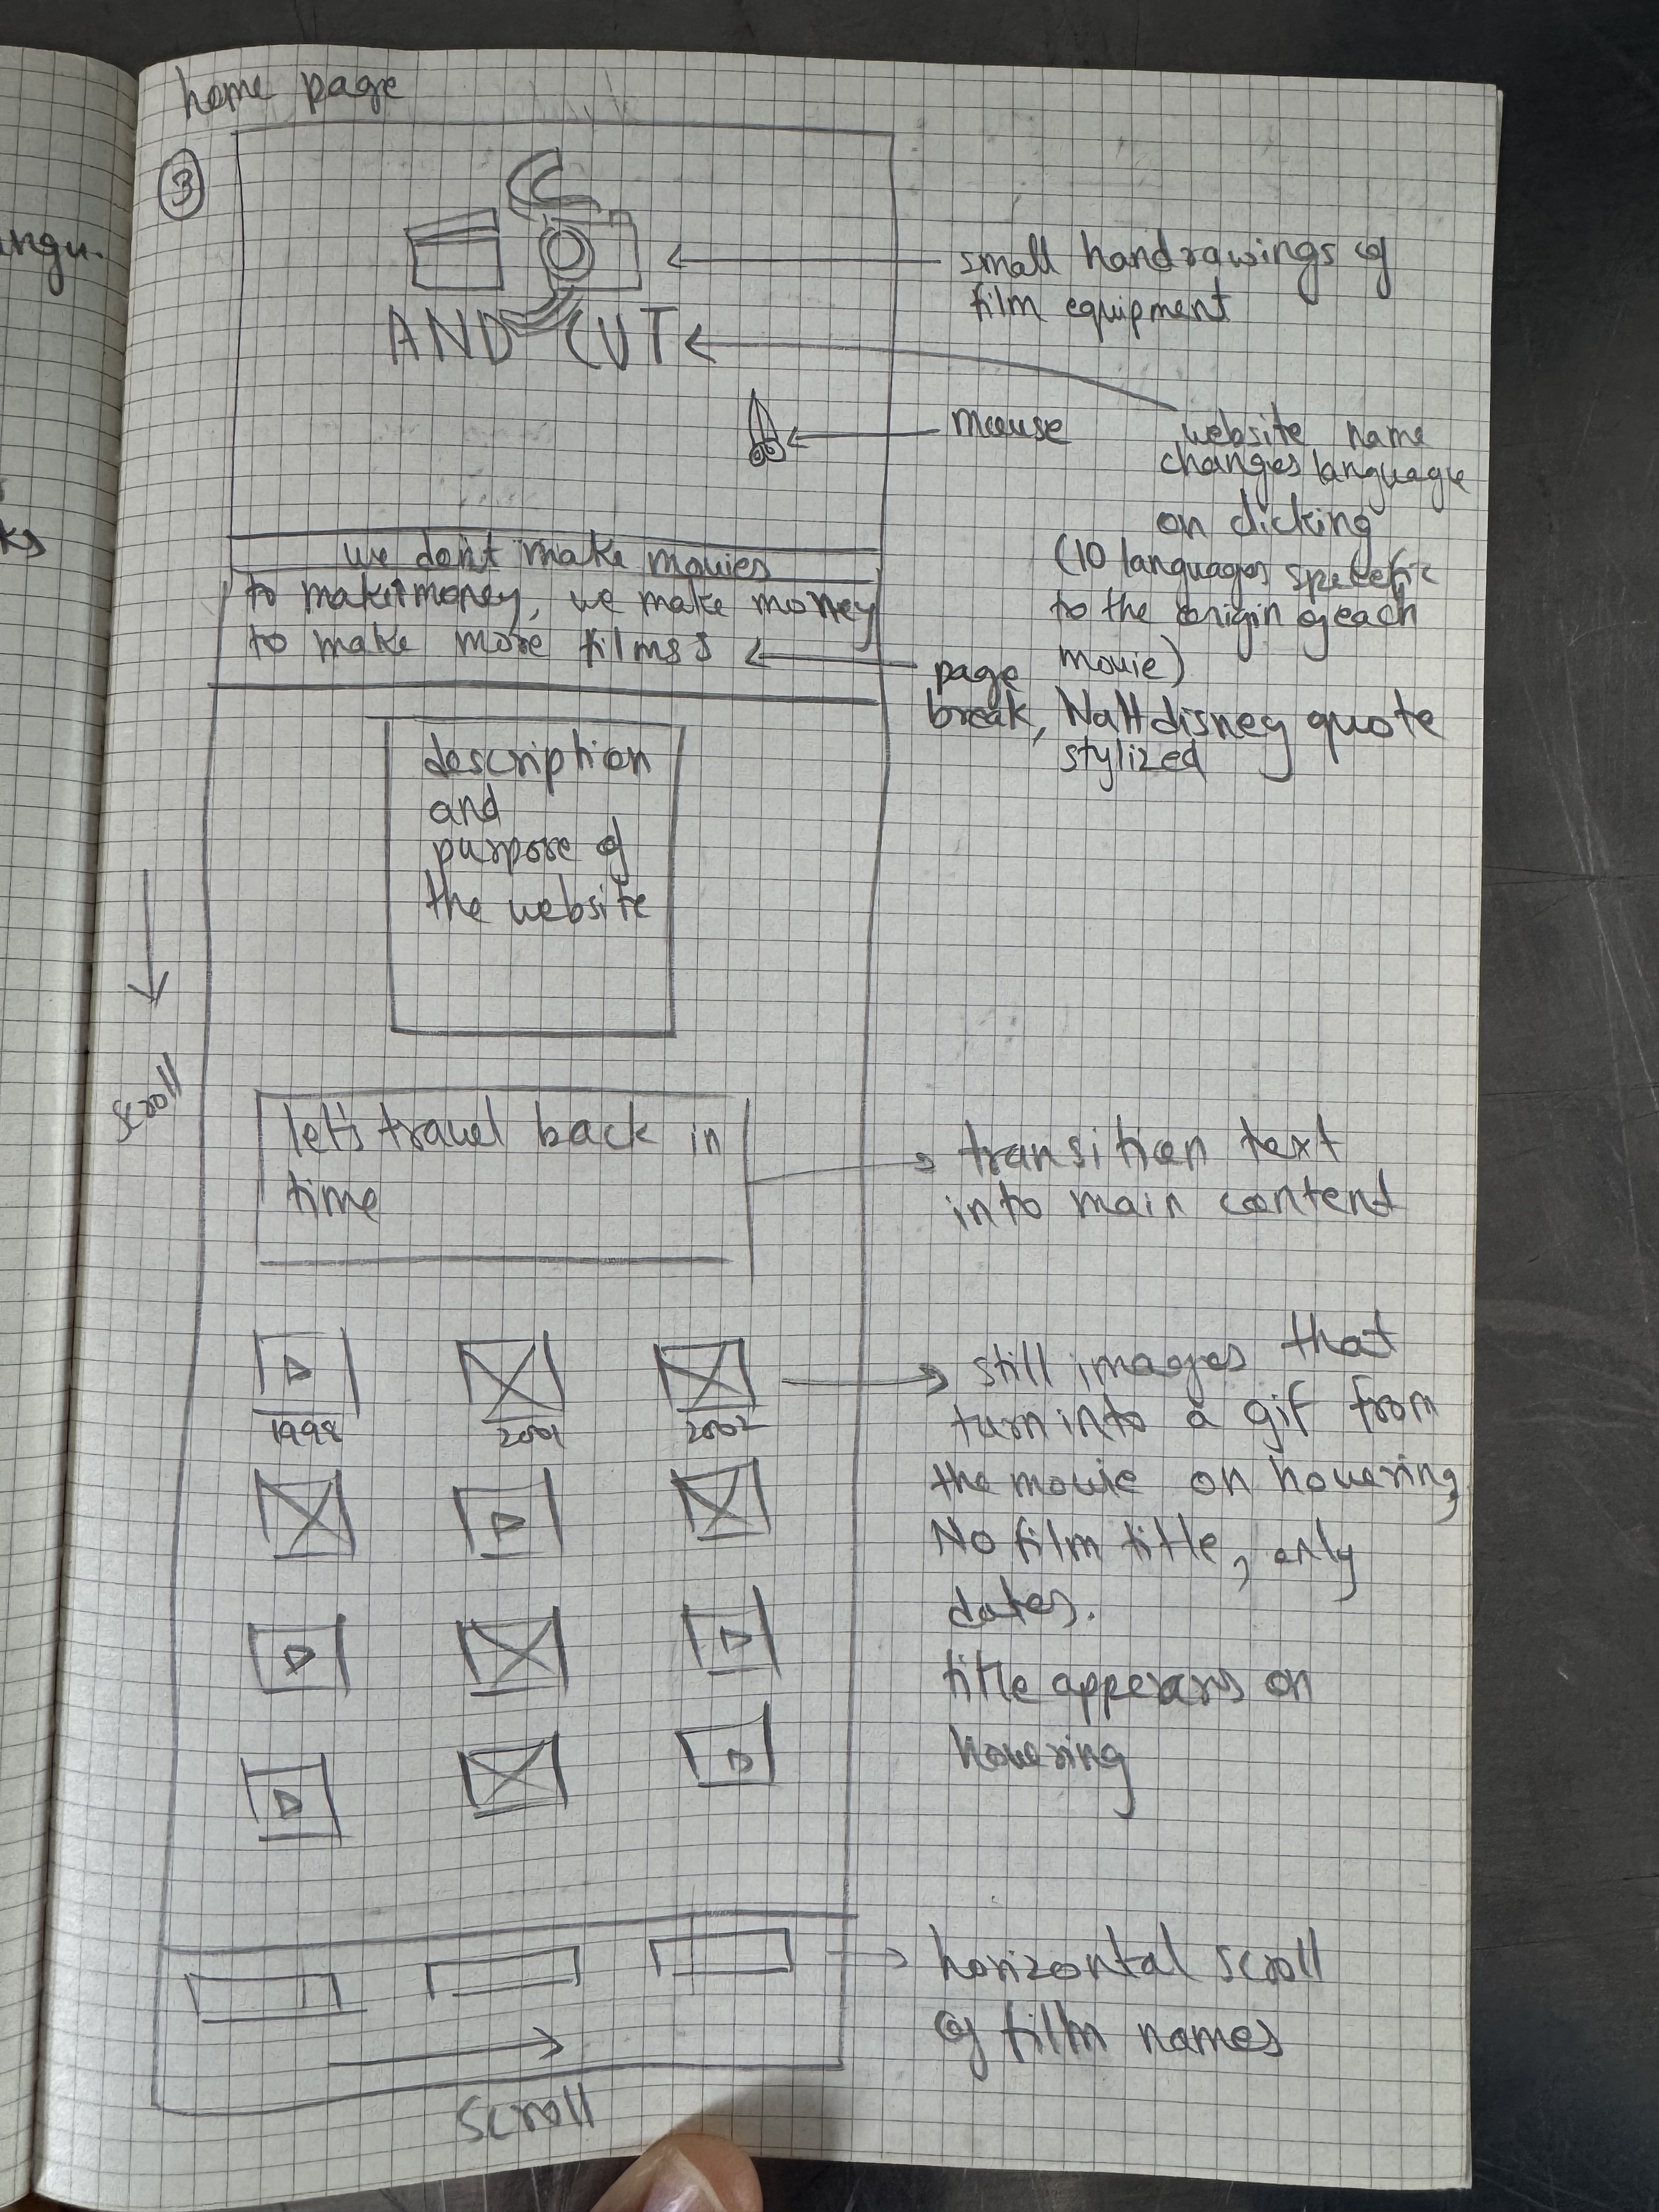 home page
3
angu.
small handrawings of
film equipment
AND CUT
mouse
website name
changes language
on clicking
(10 languages specefic
to the origin of each
movie)
we don't make movies
to make money, we make money
to make more films
page
break, Walt disney quote
stylized
description
and
purpose of
the website
scroll
let's travel back in
time
transition text
into main content
1998
2001
2002
still images that
turn into a gif from
the movie on hovering
No film title, only
dates.
title appears on
hovering
horizontal scroll
of film names
scroll